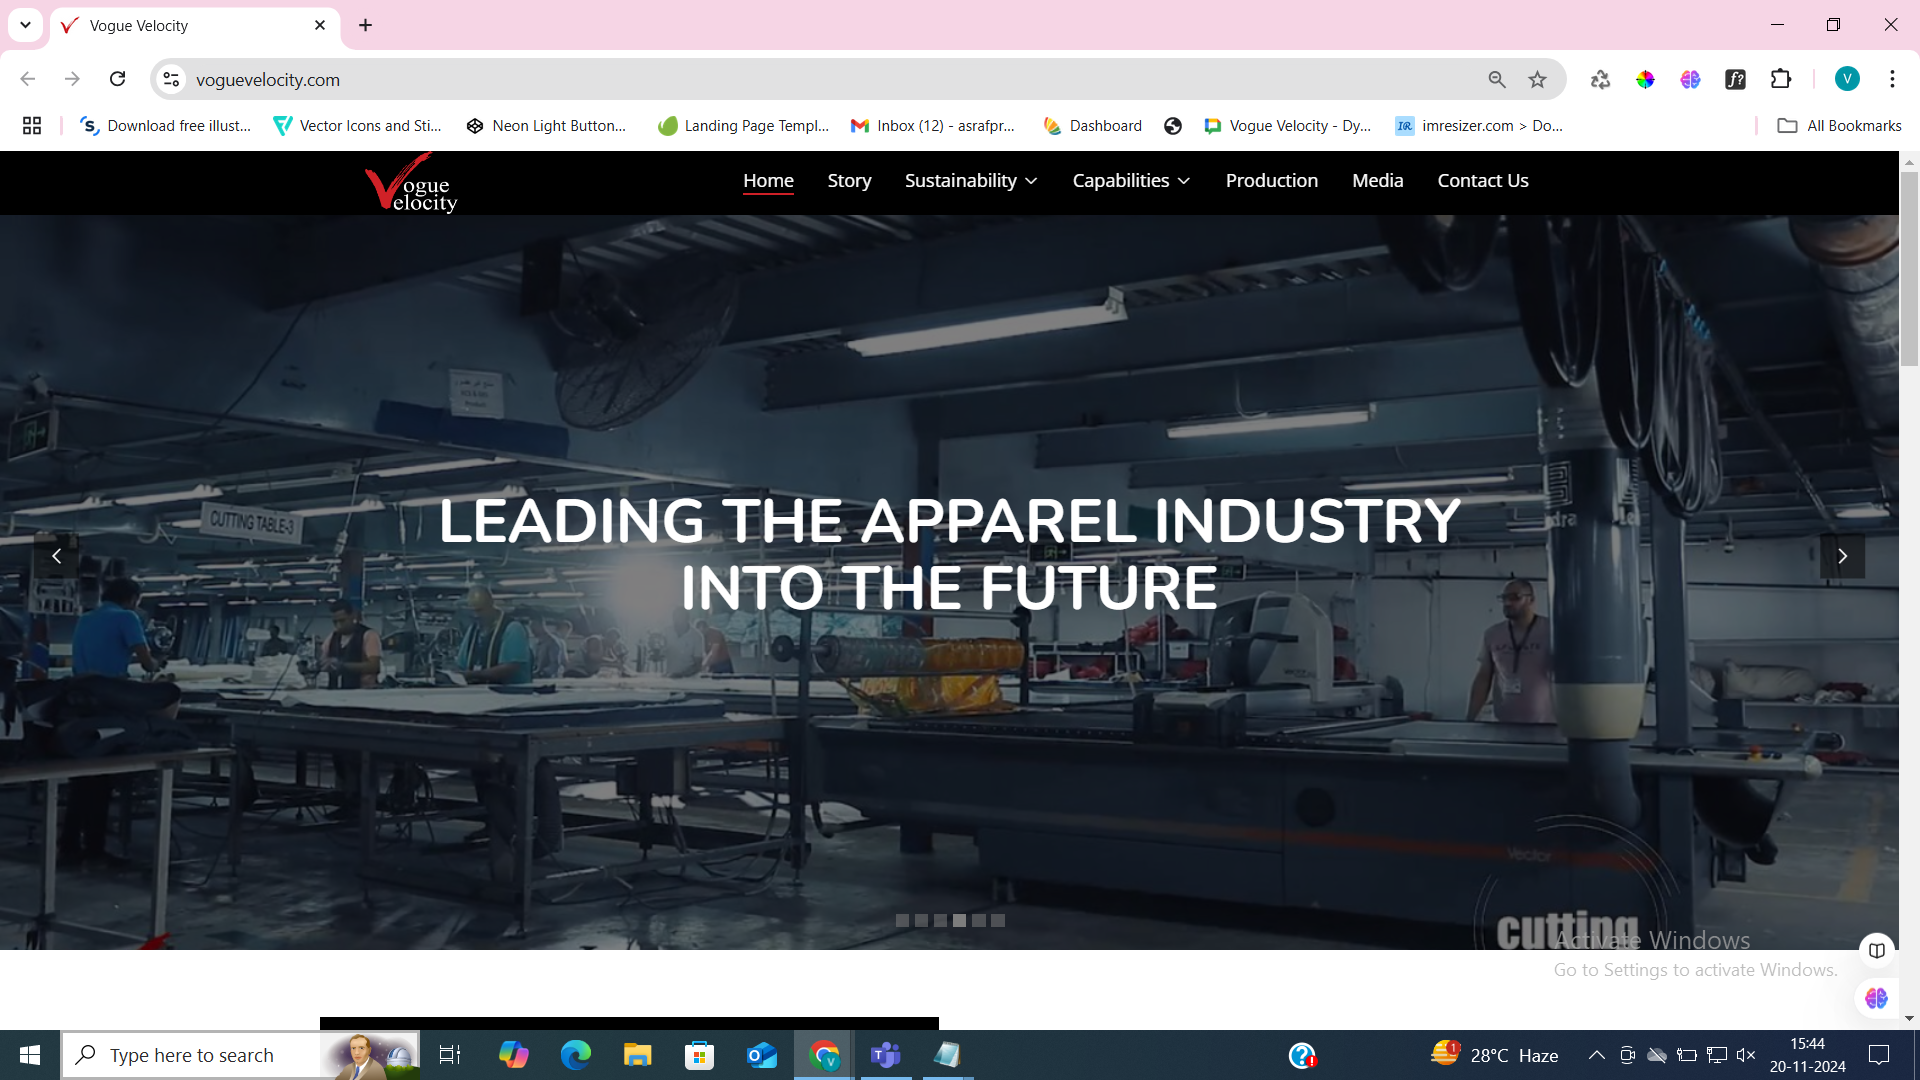 Vogue Velocity
voguevelocity.com
V
Download free illust...
Vector Icons and Sti...
Neon Light Button...
Landing Page Templ...
Inbox (12) - asrafpr...
Dashboard
Vogue Velocity - Dy...
IR
imresizer.com > Do...
All Bookmarks
Vogue
Velocity
Home
Story
Sustainability
Capabilities
Production
Media
Contact Us
CUTTING TABLE-3
LEADING THE APPAREL INDUSTRY
INTO THE FUTURE
Vector
cutting
Activate Windows
Go to Settings to activate Windows.
Type here to search
1
28°C Haze
15:44
20-11-2024